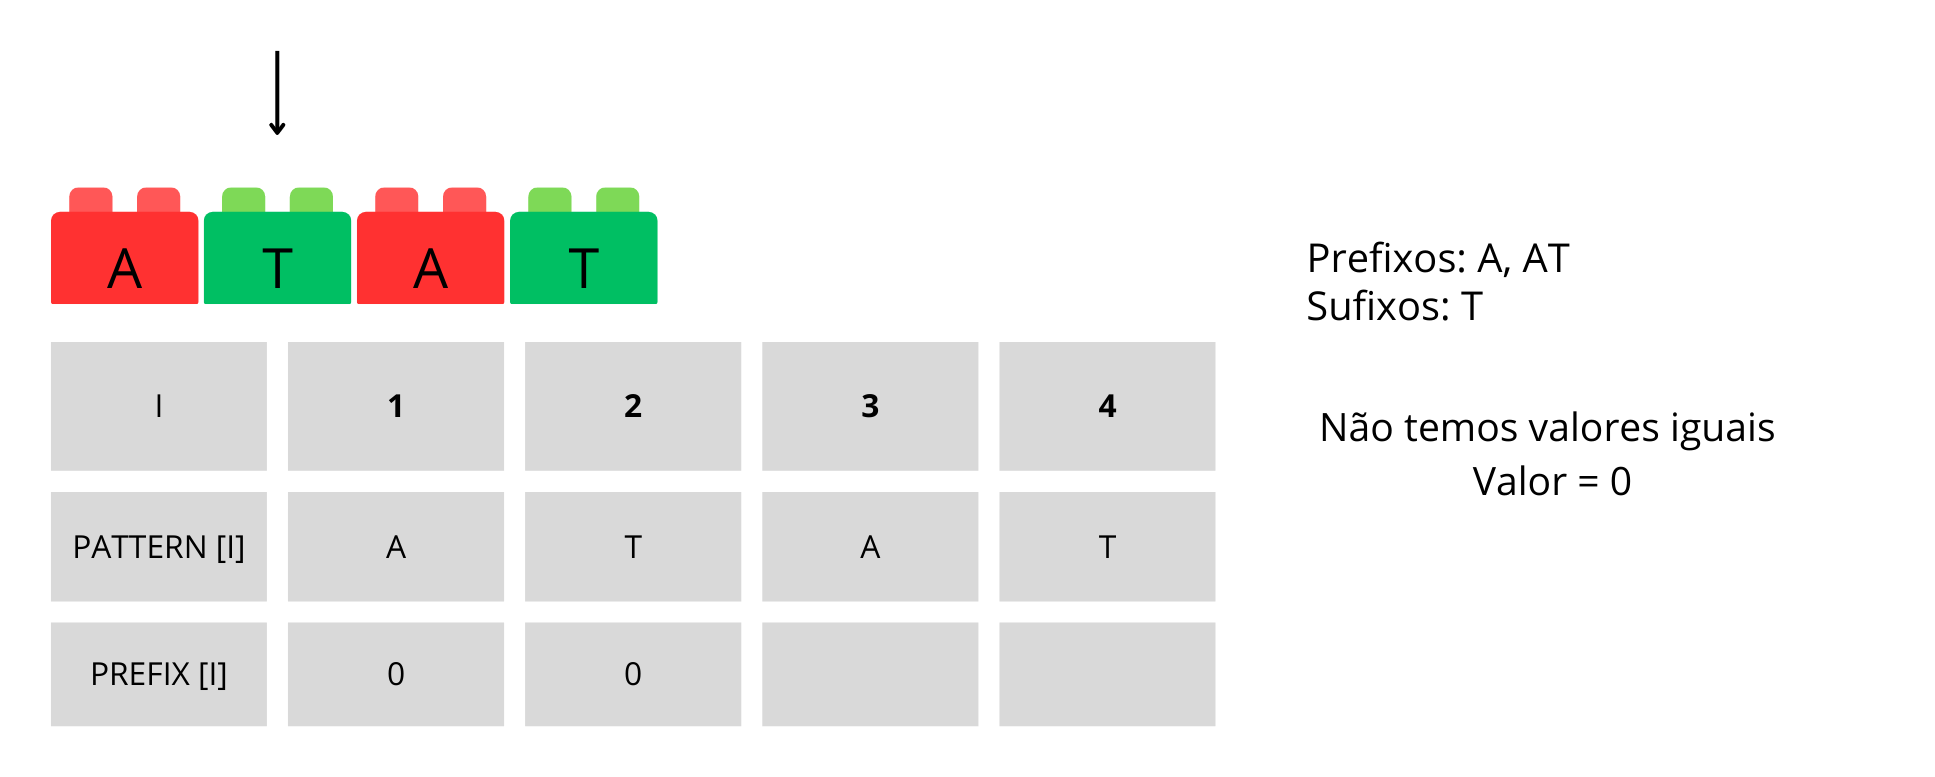 A T A T
Prefixos: A, AT
Sufixos: T
I 1 2 3 4
Não temos valores iguais
Valor = 0
PATTERN [I] A T A T
PREFIX [I] 0 0